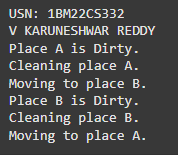 USN: 1BM22CS332
V KARUNESHWAR REDDY
Place A is Dirty.
Cleaning place A.
Moving to place B.
Place B is Dirty.
Cleaning place B.
Moving to place A.